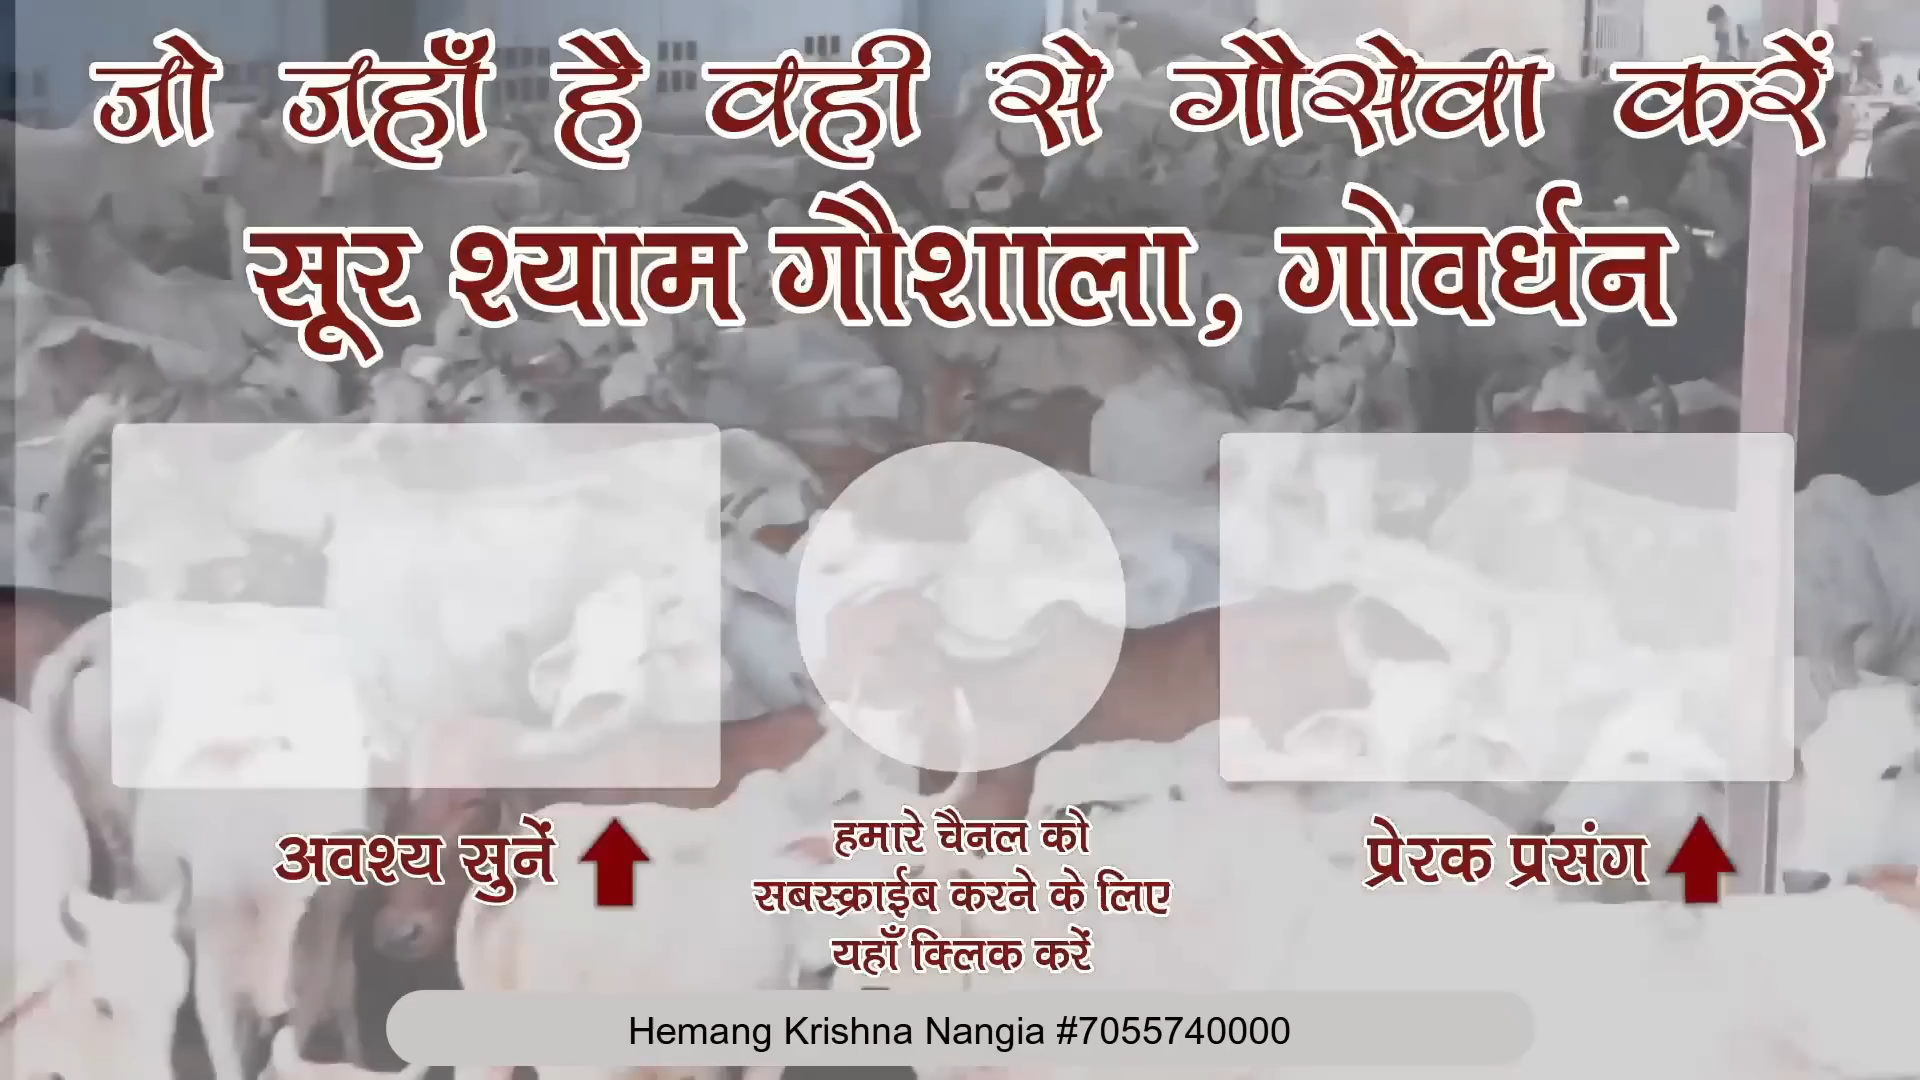 जो जहाँ है वही से गौसेवा करें
सूर श्याम गौशाला, गोवर्धन
अवश्य सुनें
हमारे चैनल को
सबस्क्राईब करने के लिए
यहाँ क्लिक करें
प्रेरक प्रसंग
Hemang Krishna Nangia #7055740000